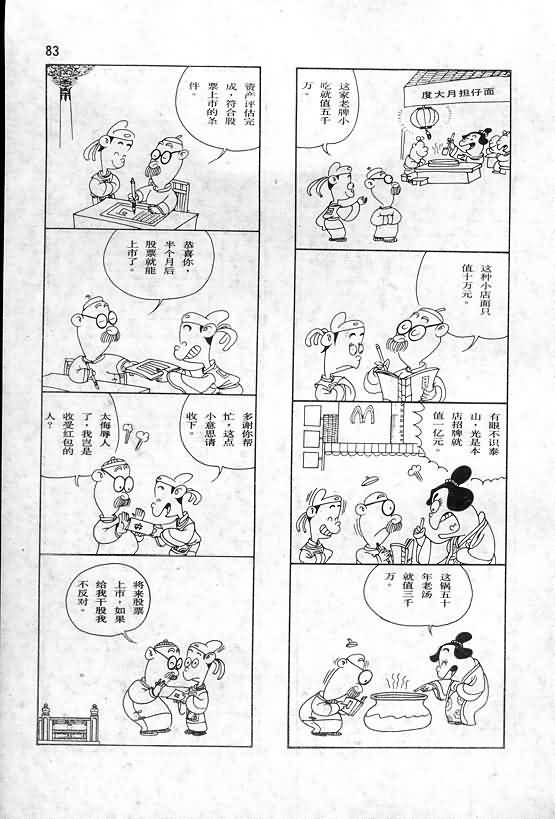 83
度大月担仔面
这家老牌小
吃就值五千
万。
这种小店面只
值十万元。
有眼不识泰
山，光是本
店招牌就
值一亿元。
这锅五十
年老汤
就值三千
万。
资产评估完
成，符合股
票上市的条
件。
恭喜你，
半个月后
股票就能
上市了。
多谢你帮
忙，这点
小意思请
收下。
太侮辱人
了，我岂是
收受红包的
人？
将来股票
上市，如果
给我干股我
不反对。